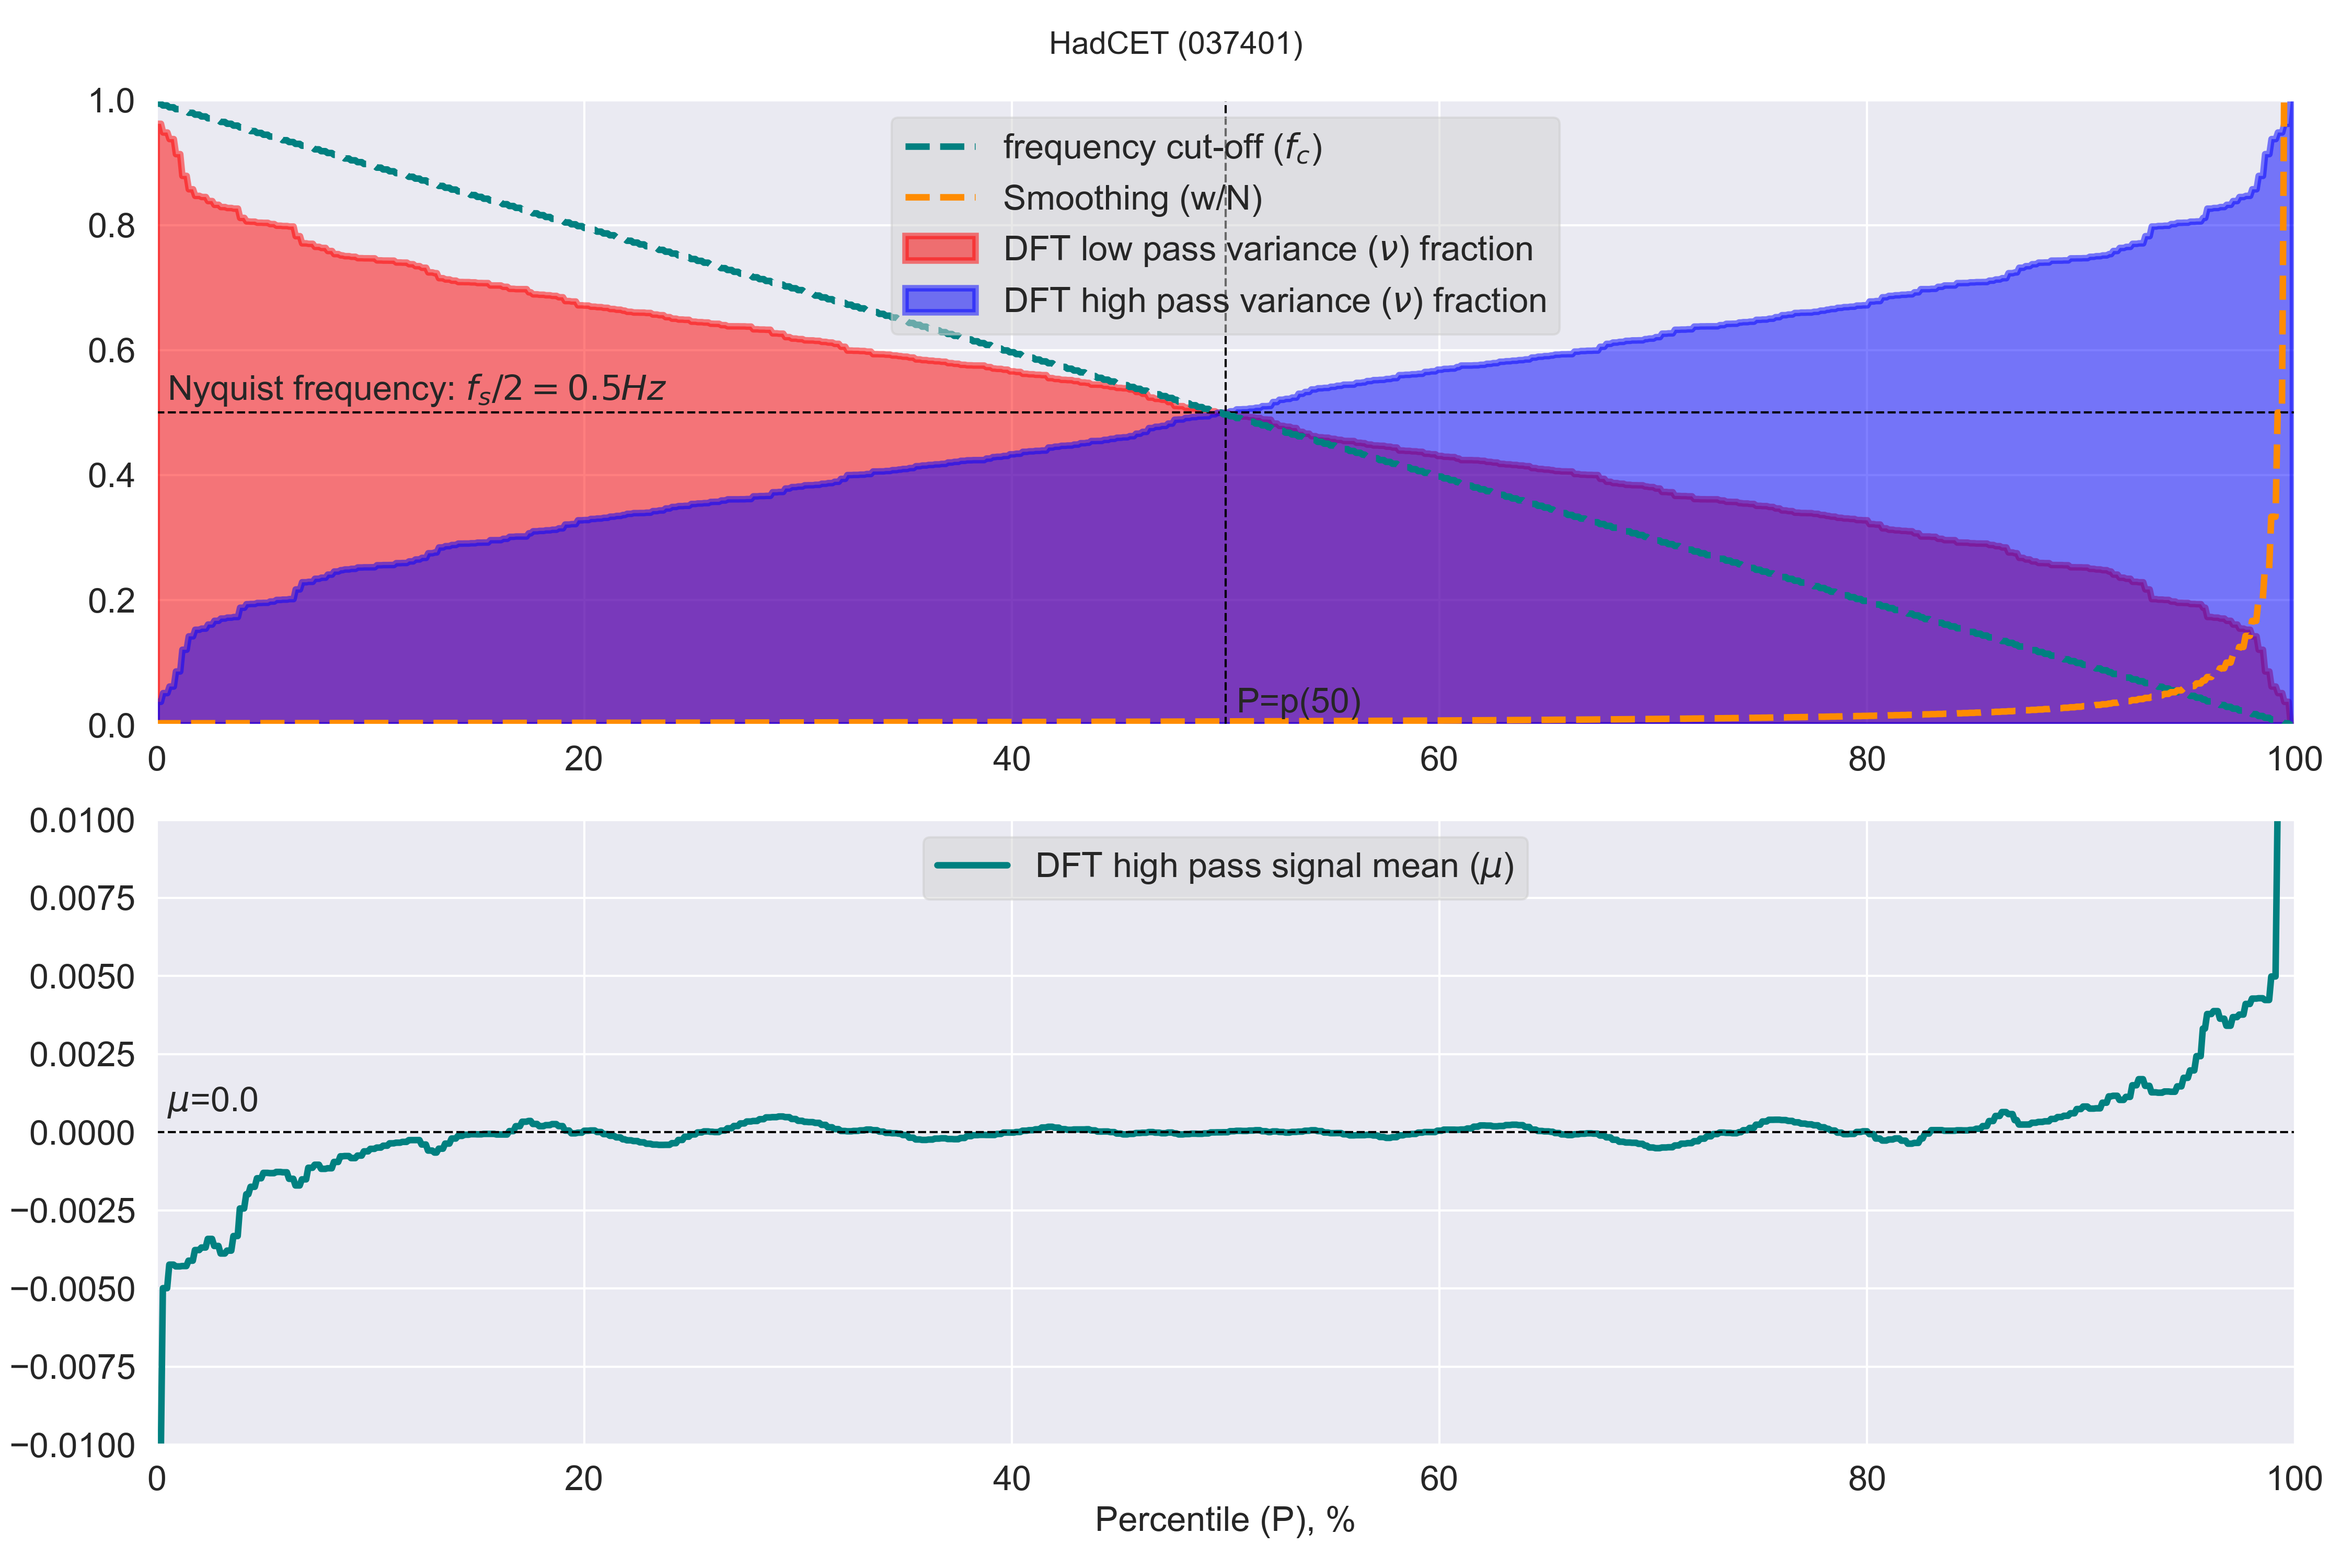 HadCET (037401)
1.0
0.8
0.6
0.4
0.2
0.0
frequency cut-off (f_c)
Smoothing (w/N)
DFT low pass variance (ν) fraction
DFT high pass variance (ν) fraction
Nyquist frequency: f_s/2 = 0.5Hz
P=p(50)
0 20 40 60 80 100
0.0100
0.0075
0.0050
0.0025
0.0000
−0.0025
−0.0050
−0.0075
−0.0100
DFT high pass signal mean (μ)
μ=0.0
0 20 40 60 80 100
Percentile (P), %